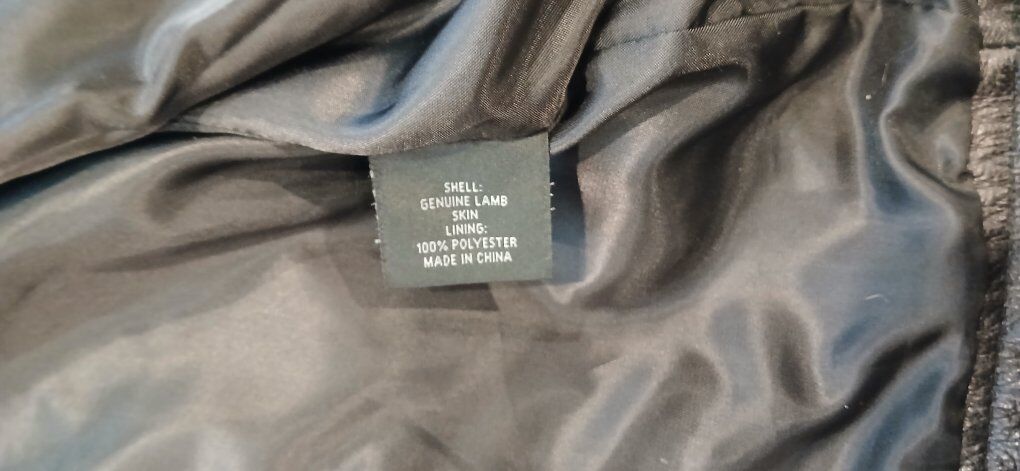 SHELL:
GENUINE LAMB
SKIN
LINING:
100% POLYESTER
MADE IN CHINA